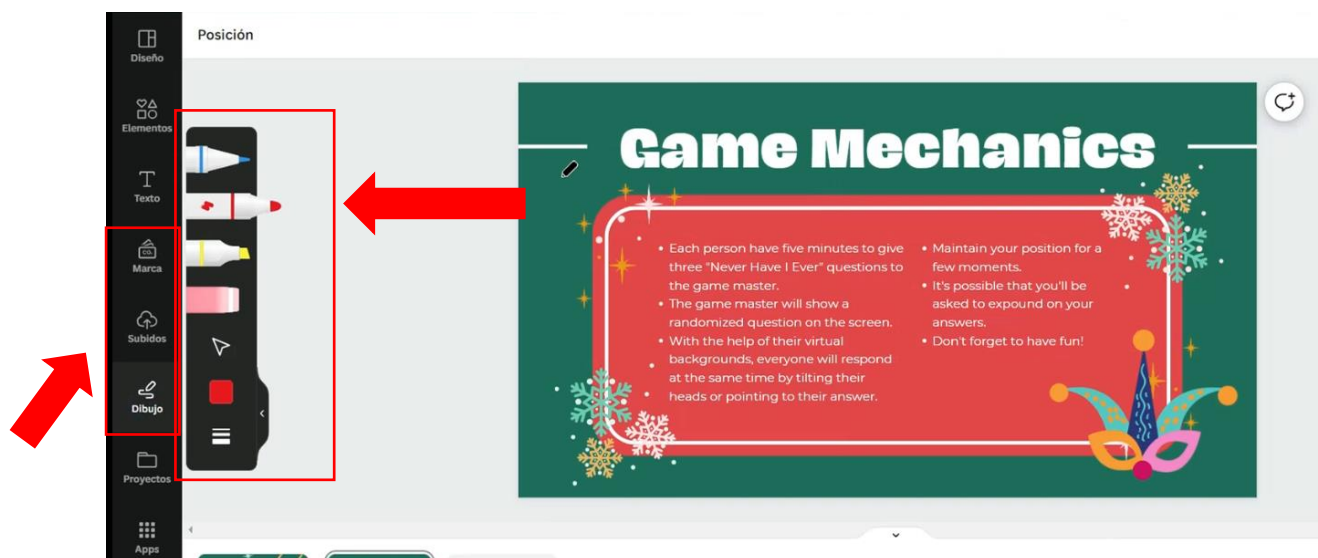 Diseño
Elementos
Texto
CO.
Marca
Subidos
Dibujo
Proyectos
Apps
Posición
Game Mechanics
• Each person have five minutes to give
three "Never Have I Ever" questions to
the game master.
• The game master will show a
randomized question on the screen.
• With the help of their virtual
backgrounds, everyone will respond
at the same time by tilting their
heads or pointing to their answer.
• Maintain your position for a
few moments.
• It's possible that you'll be
asked to expound on your
answers.
• Don't forget to have fun!